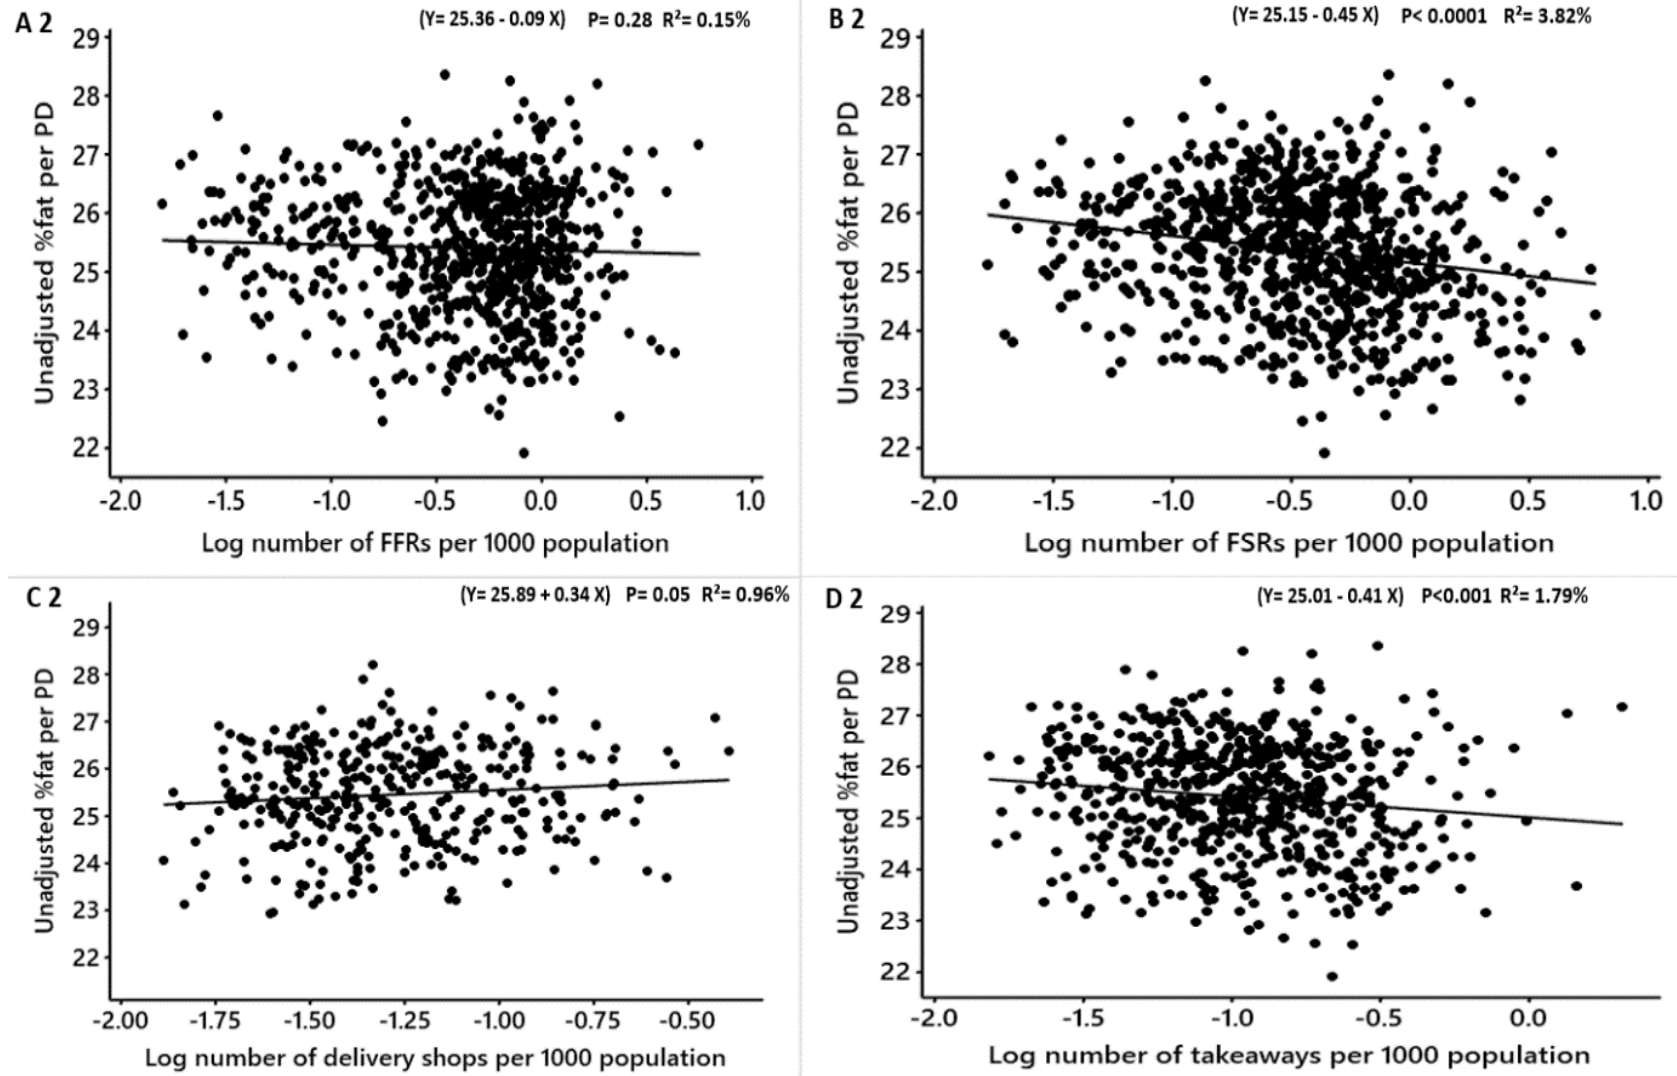 A 2
(Y= 25.36 - 0.09 X) P= 0.28 R²= 0.15%
29
28
27
26
25
24
23
22
Unadjusted %fat per PD
-2.0 -1.5 -1.0 -0.5 0.0 0.5 1.0
Log number of FFRs per 1000 population
B 2
(Y= 25.15 - 0.45 X) P< 0.0001 R²= 3.82%
29
28
27
26
25
24
23
22
Unadjusted %fat per PD
-2.0 -1.5 -1.0 -0.5 0.0 0.5 1.0
Log number of FSRs per 1000 population
C 2
(Y= 25.89 + 0.34 X) P= 0.05 R²= 0.96%
29
28
27
26
25
24
23
22
Unadjusted %fat per PD
-2.00 -1.75 -1.50 -1.25 -1.00 -0.75 -0.50
Log number of delivery shops per 1000 population
D 2
(Y= 25.01 - 0.41 X) P<0.001 R²= 1.79%
29
28
27
26
25
24
23
22
Unadjusted %fat per PD
-2.0 -1.5 -1.0 -0.5 0.0
Log number of takeaways per 1000 population